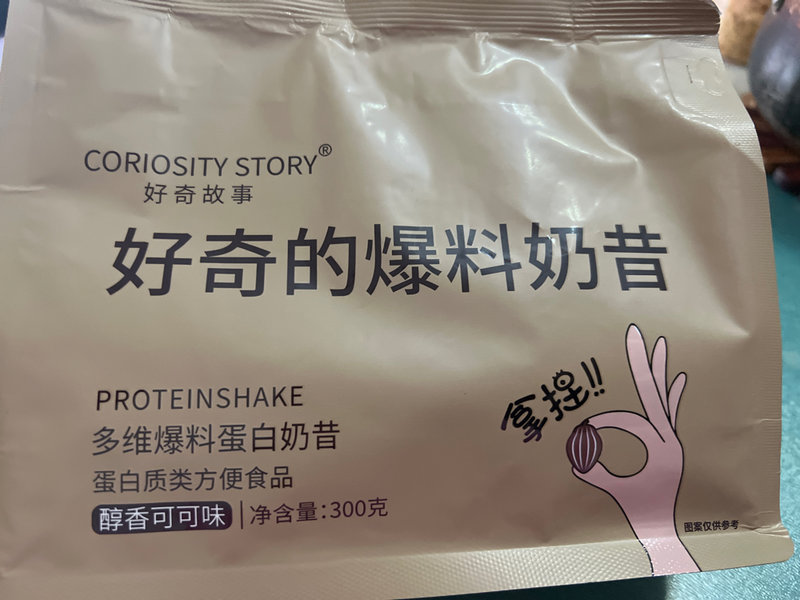 CORIOSITY STORY®
好奇故事
好奇的爆料奶昔
PROTEINSHAKE
多维爆料蛋白奶昔
蛋白质类方便食品
醇香可可味 | 净含量:300克
拿捏!!
图案仅供参考